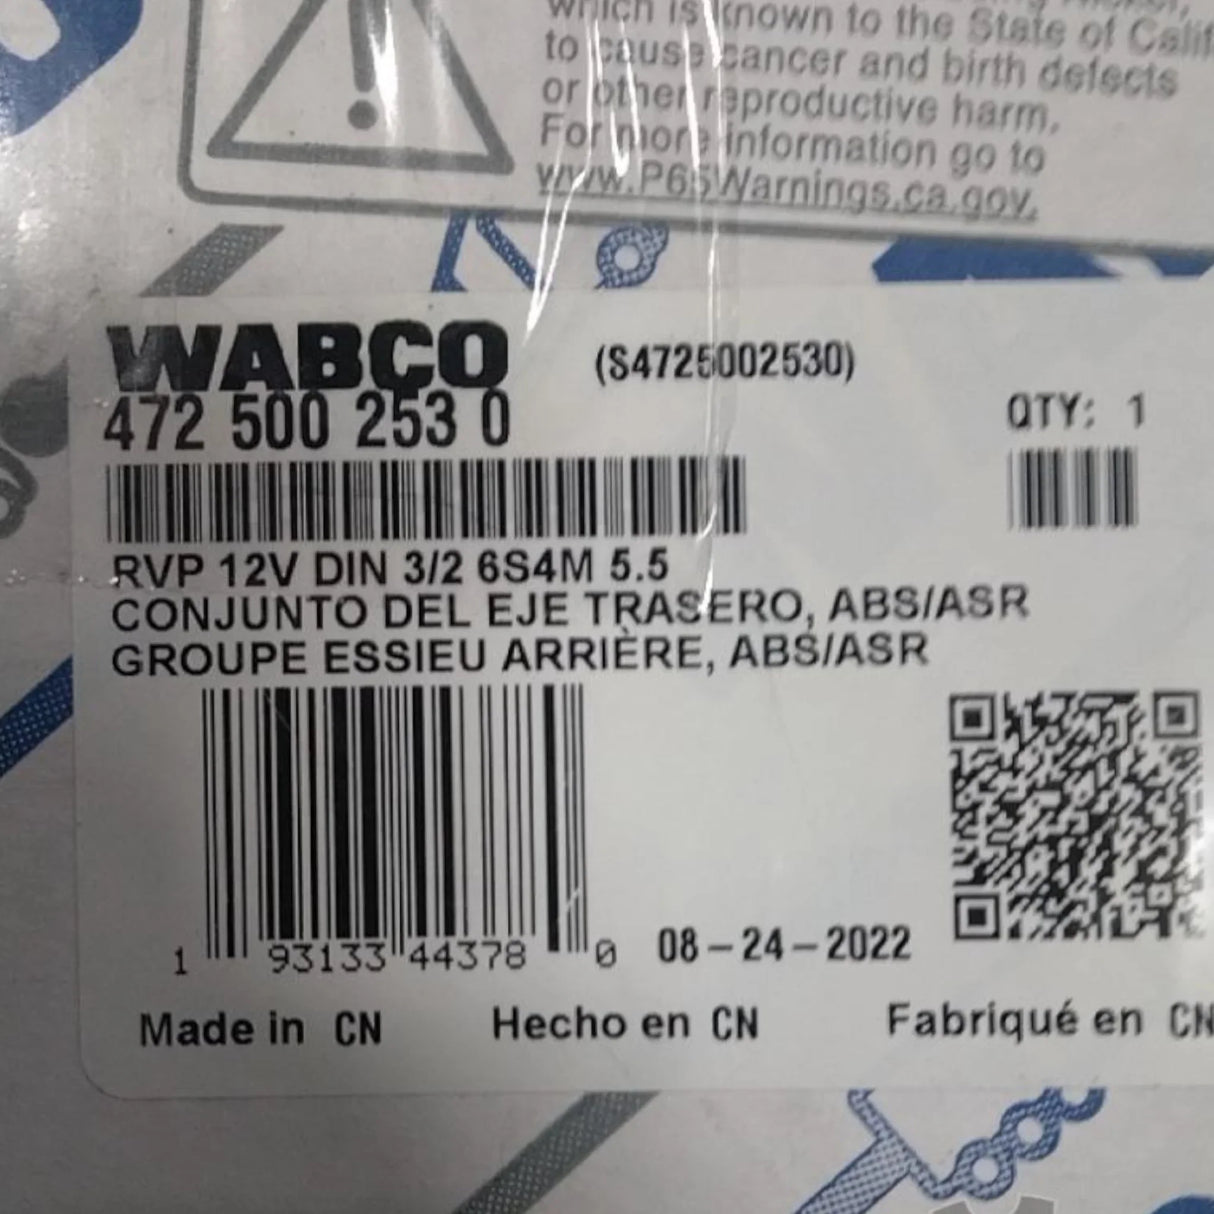 which is known to the State of Calif
to cause cancer and birth defects
or other reproductive harm.
For more information go to
www.P65Warnings.ca.gov.
WABCO
(S4725002530)
472 500 253 0
QTY: 1
RVP 12V DIN 3/2 6S4M 5.5
CONJUNTO DEL EJE TRASERO, ABS/ASR
GROUPE ESSIEU ARRIÈRE, ABS/ASR
1 93133 44378 0
08-24-2022
Made in CN
Hecho en CN
Fabriqué en CN